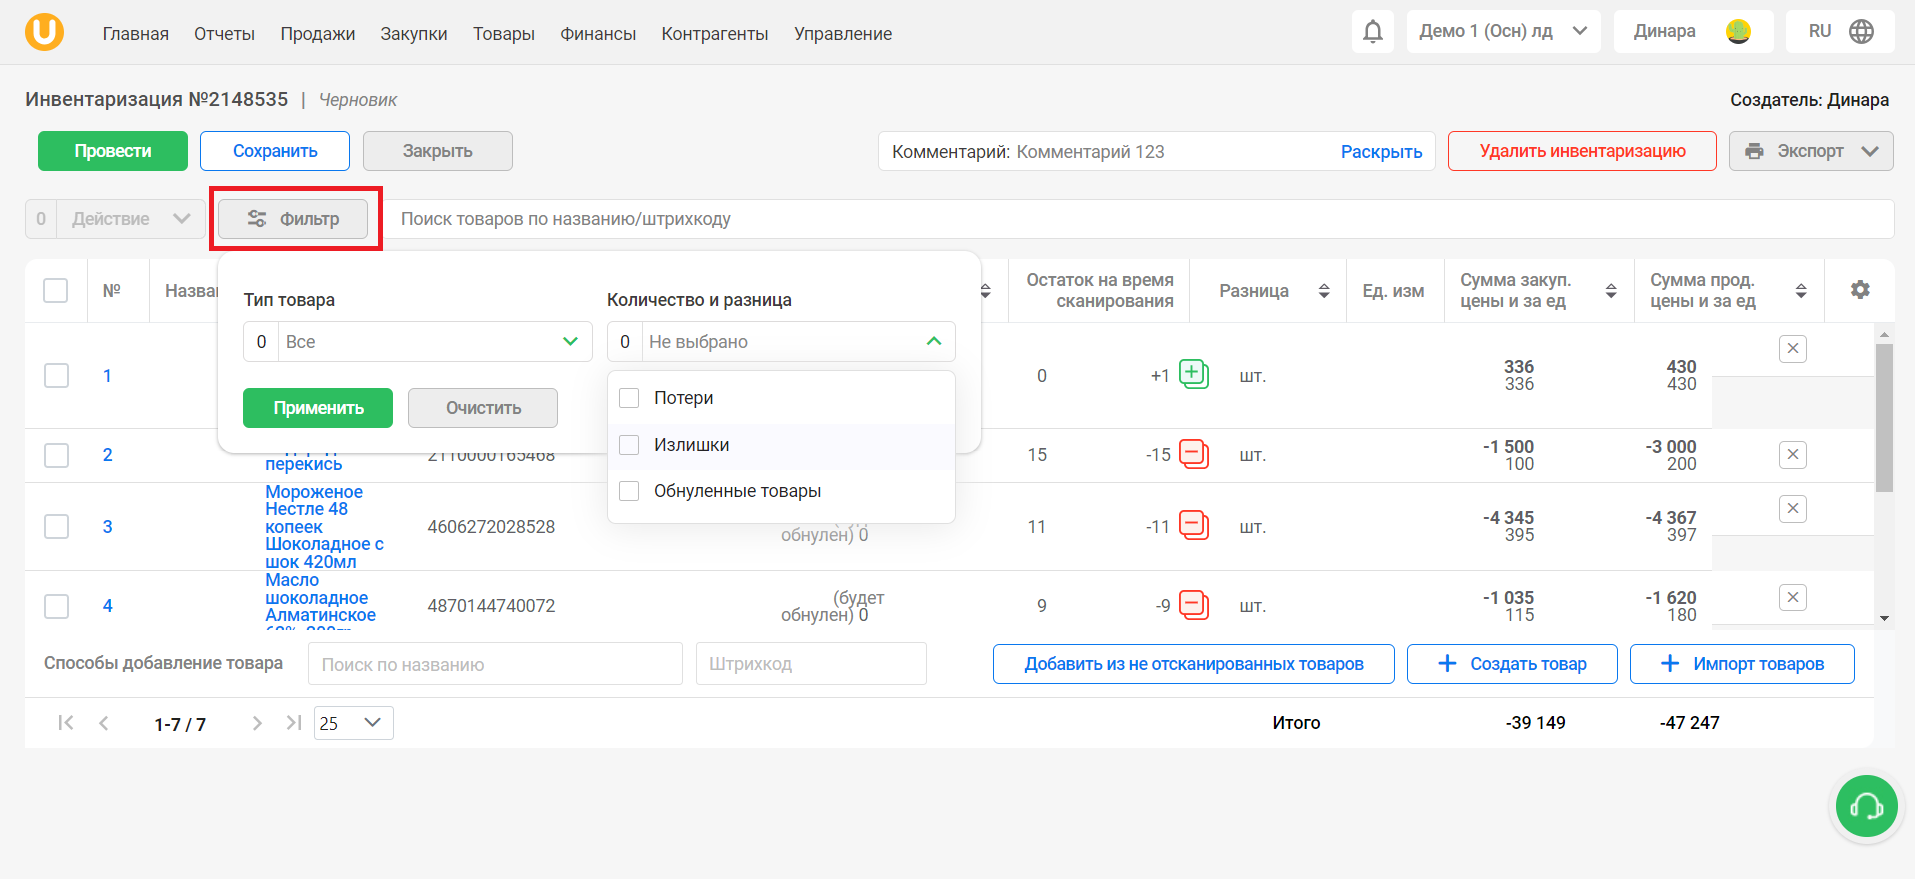 Главная Отчеты Продажи Закупки Товары Финансы Контрагенты Управление Демо 1 (Осн) лд Динара RU
Инвентаризация №2148535 | Черновик Создатель: Динара
Провести Сохранить Закрыть Комментарий: Комментарий 123 Раскрыть Удалить инвентаризацию Экспорт
0 Действие Фильтр Поиск товаров по названию/штрихкоду
№ Остаток на время сканирования Разница Ед. изм Сумма закуп. цены и за ед Сумма прод. цены и за ед
Тип товара Количество и разница
0 Все 0 Не выбрано
Применить Очистить
Потери
Излишки
Обнуленные товары
1 0 +1 шт. 336 430
336 430
2 перекись 15 -15 шт. -1 500 -3 000
100 200
3 Мороженое
Нестле 48
копеек
Шоколадное с
шок 420мл
4606272028528 обнулен) 0 11 -11 шт. -4 345 -4 367
395 397
4 Масло
шоколадное
Алматинское
4870144740072 (будет
обнулен) 0 9 -9 шт. -1 035 -1 620
115 180
Способы добавление товара Поиск по названию Штрихкод Добавить из не отсканированных товаров Создать товар Импорт товаров
1-7 / 7 25 Итого -39 149 -47 247